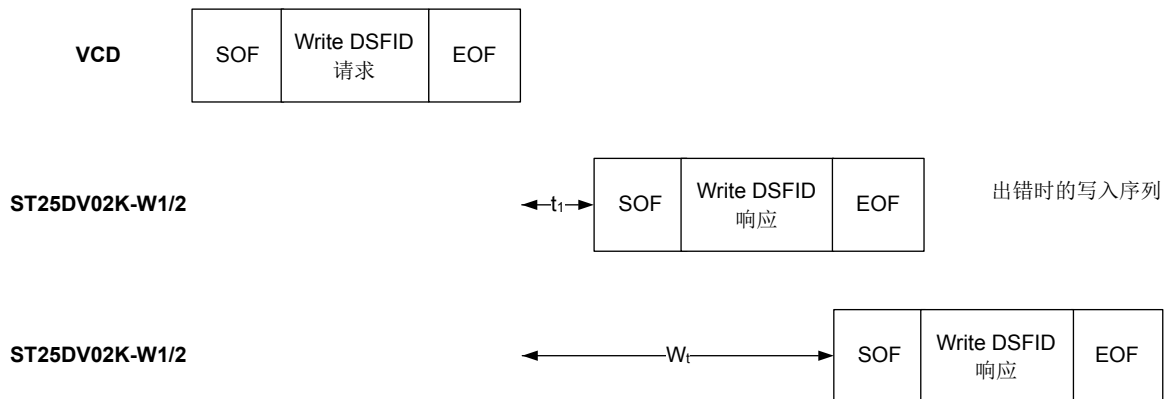 VCD
SOF
Write DSFID
请求
EOF
ST25DV02K-W1/2
t1
SOF
Write DSFID
响应
EOF
出错时的写入序列
ST25DV02K-W1/2
Wt
SOF
Write DSFID
响应
EOF